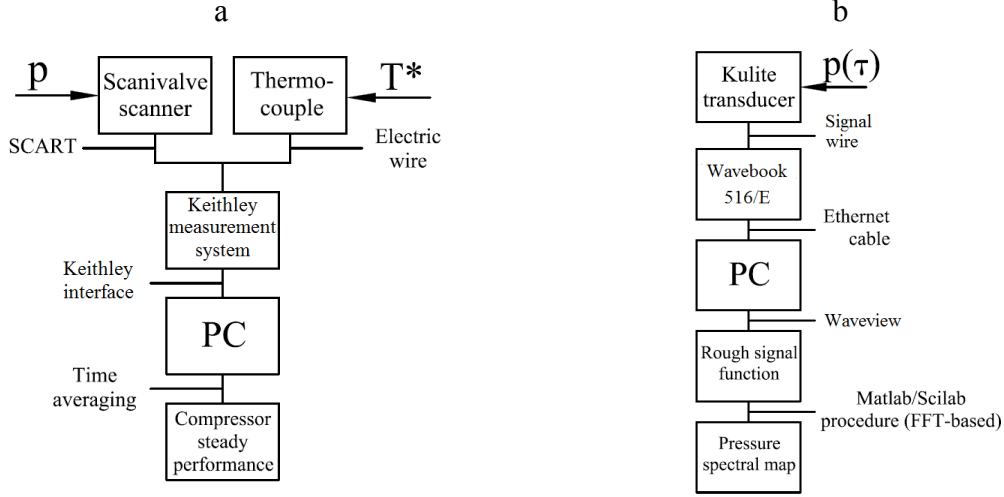 a
p
Scanivalve
scanner
Thermo-
couple
T*
SCART
Electric
wire
Keithley
measurement
system
Keithley
interface
PC
Time
averaging
Compressor
steady
performance
b
Kulite
transducer
p(τ)
Signal
wire
Wavebook
516/E
Ethernet
cable
PC
Waveview
Rough signal
function
Matlab/Scilab
procedure (FFT-based)
Pressure
spectral map